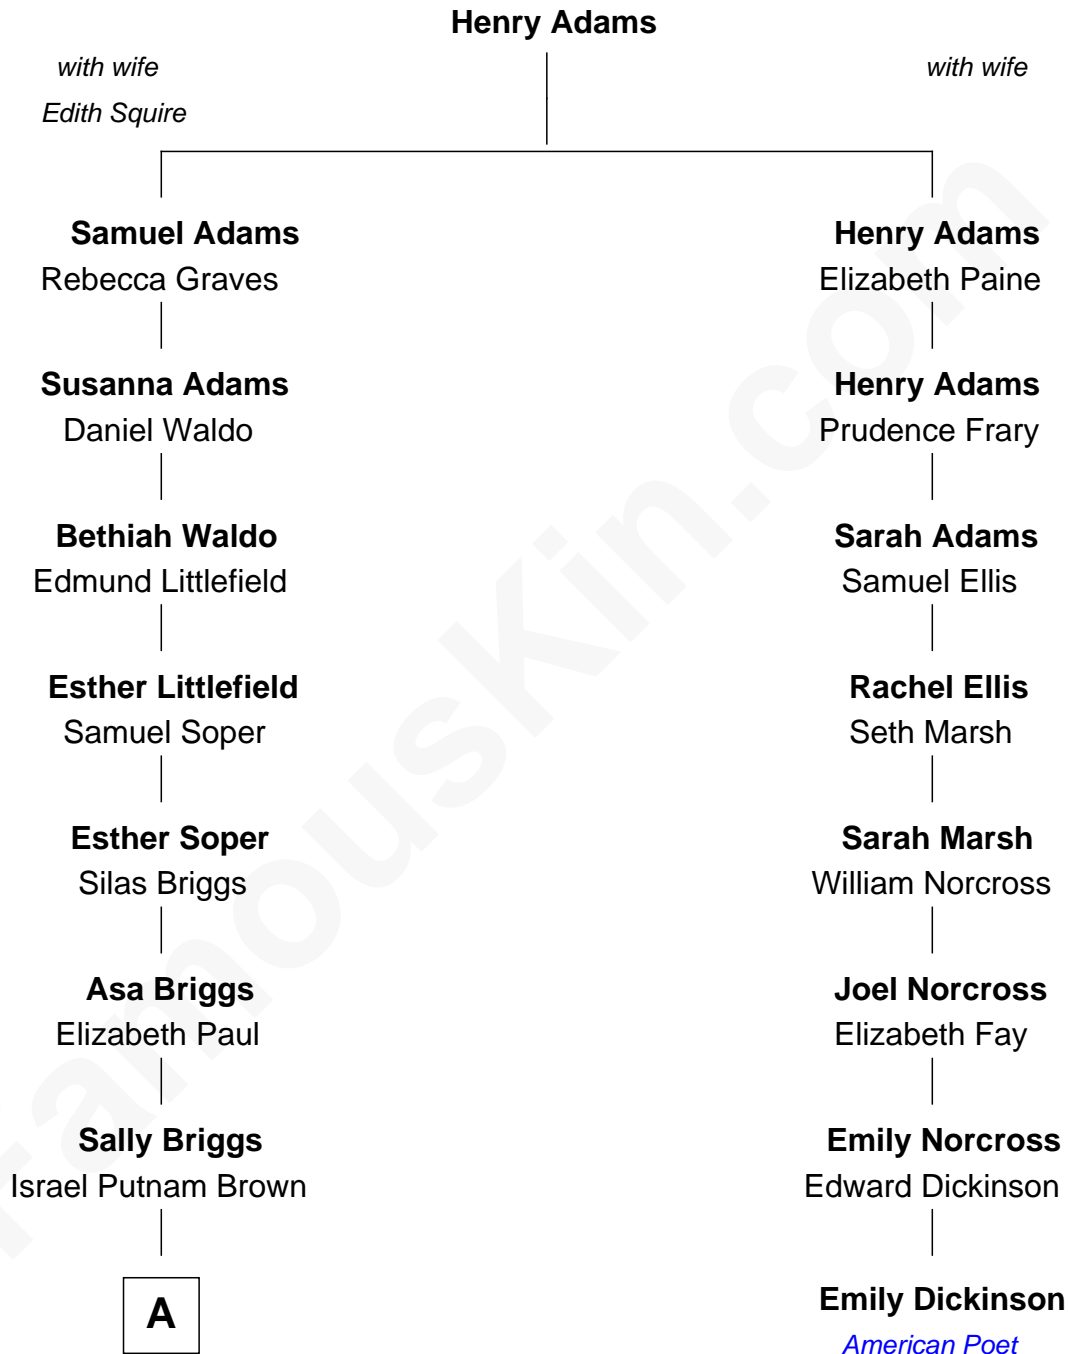 Henry Adams
with wife
Edith Squire
with wife
Samuel Adams
Rebecca Graves
Henry Adams
Elizabeth Paine
Susanna Adams
Daniel Waldo
Henry Adams
Prudence Frary
Bethiah Waldo
Edmund Littlefield
Sarah Adams
Samuel Ellis
Esther Littlefield
Samuel Soper
Rachel Ellis
Seth Marsh
Esther Soper
Silas Briggs
Sarah Marsh
William Norcross
Asa Briggs
Elizabeth Paul
Joel Norcross
Elizabeth Fay
Sally Briggs
Israel Putnam Brown
Emily Norcross
Edward Dickinson
A
Emily Dickinson
American Poet
FamousKin.com